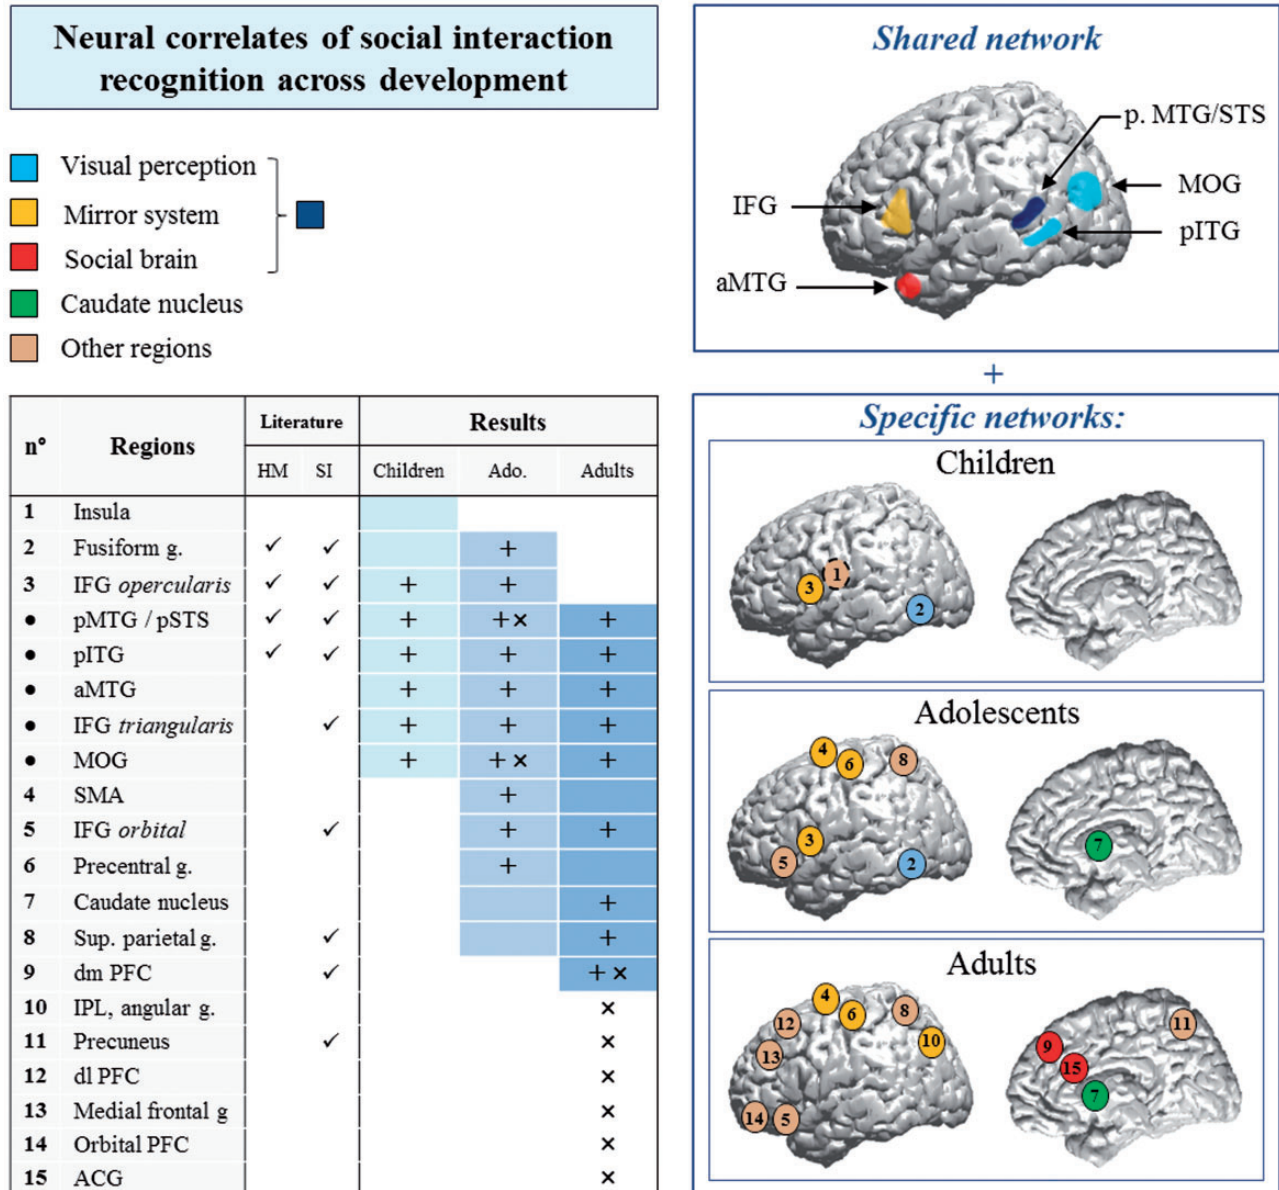 Neural correlates of social interaction
recognition across development
Visual perception
Mirror system
Social brain
Caudate nucleus
Other regions
Shared network
p. MTG/STS
MOG
IFG
pITG
aMTG
+
n° Regions Literature Results
HM SI Children Ado. Adults
1 Insula
2 Fusiform g. ✓ ✓ +
3 IFG opercularis ✓ ✓ + +
• pMTG / pSTS ✓ ✓ + +× +
• pITG ✓ ✓ + + +
• aMTG + + +
• IFG triangularis ✓ + + +
• MOG + +× +
4 SMA +
5 IFG orbital ✓ + +
6 Precentral g. +
7 Caudate nucleus +
8 Sup. parietal g. ✓ +
9 dm PFC ✓ +×
10 IPL, angular g. ×
11 Precuneus ✓ ×
12 dl PFC ×
13 Medial frontal g ×
14 Orbital PFC ×
15 ACG ×
Specific networks:
Children
1
3
2
Adolescents
4
6
8
3
5
2
7
Adults
4
6
8
12
10
13
14
5
9
11
15
7